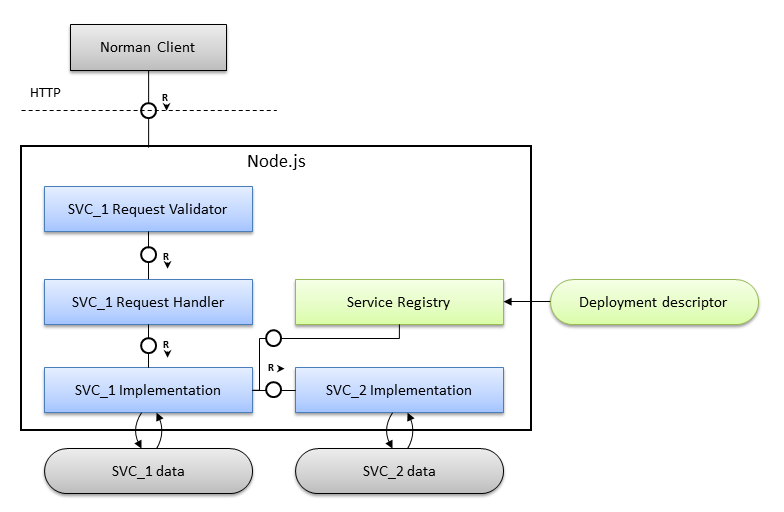 Norman Client
HTTP
R
Node.js
SVC_1 Request Validator
R
SVC_1 Request Handler
Service Registry
Deployment descriptor
R
R
SVC_1 Implementation
SVC_2 Implementation
SVC_1 data
SVC_2 data